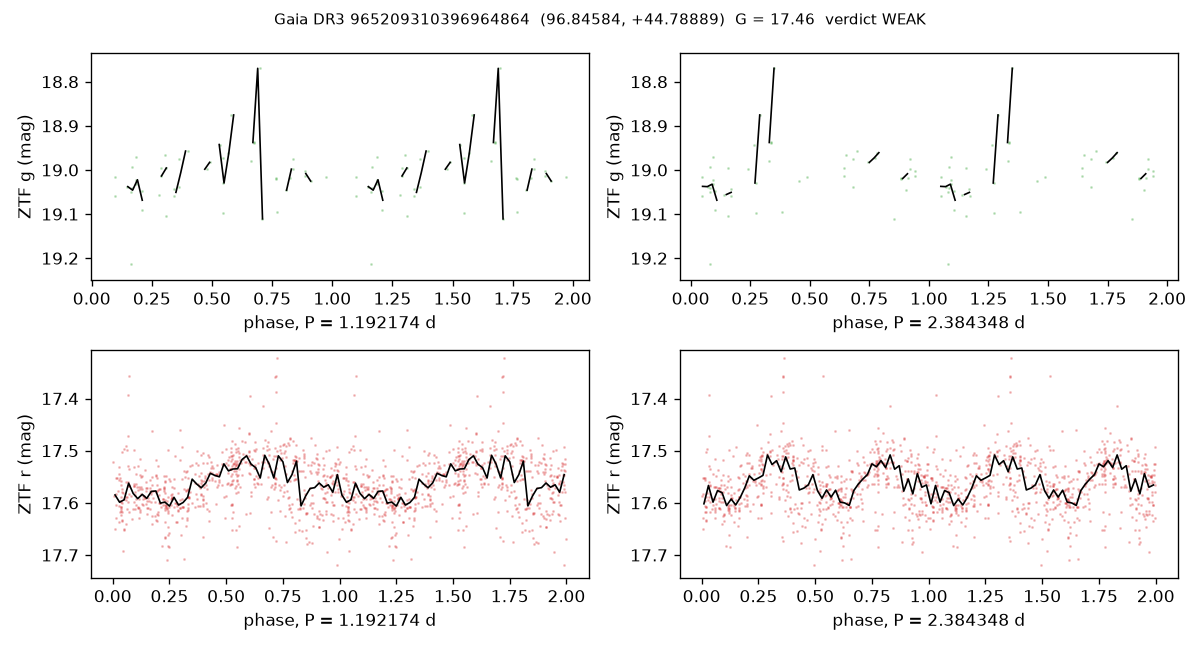 Gaia DR3 965209310396964864 (96.84584, +44.78889) G = 17.46 verdict WEAK
ZTF g (mag)
18.8
18.9
19.0
19.1
19.2
0.00 0.25 0.50 0.75 1.00 1.25 1.50 1.75 2.00
phase, P = 1.192174 d
ZTF g (mag)
18.8
18.9
19.0
19.1
19.2
0.00 0.25 0.50 0.75 1.00 1.25 1.50 1.75 2.00
phase, P = 2.384348 d
ZTF r (mag)
17.4
17.5
17.6
17.7
0.00 0.25 0.50 0.75 1.00 1.25 1.50 1.75 2.00
phase, P = 1.192174 d
ZTF r (mag)
17.4
17.5
17.6
17.7
0.00 0.25 0.50 0.75 1.00 1.25 1.50 1.75 2.00
phase, P = 2.384348 d